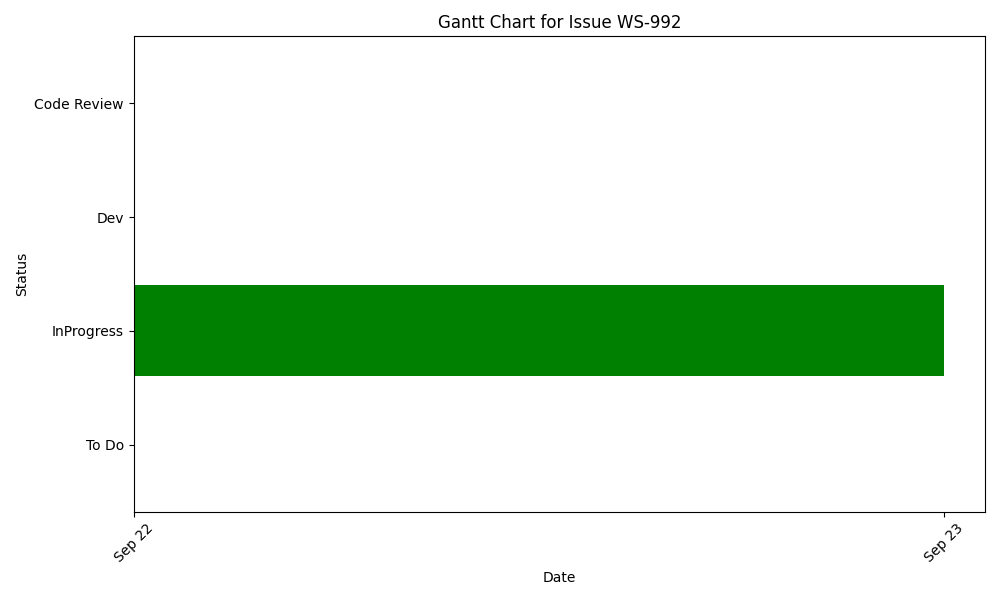 Gantt Chart for Issue WS-992
Code Review
Dev
InProgress
To Do
Status
Sep 22
Sep 23
Date